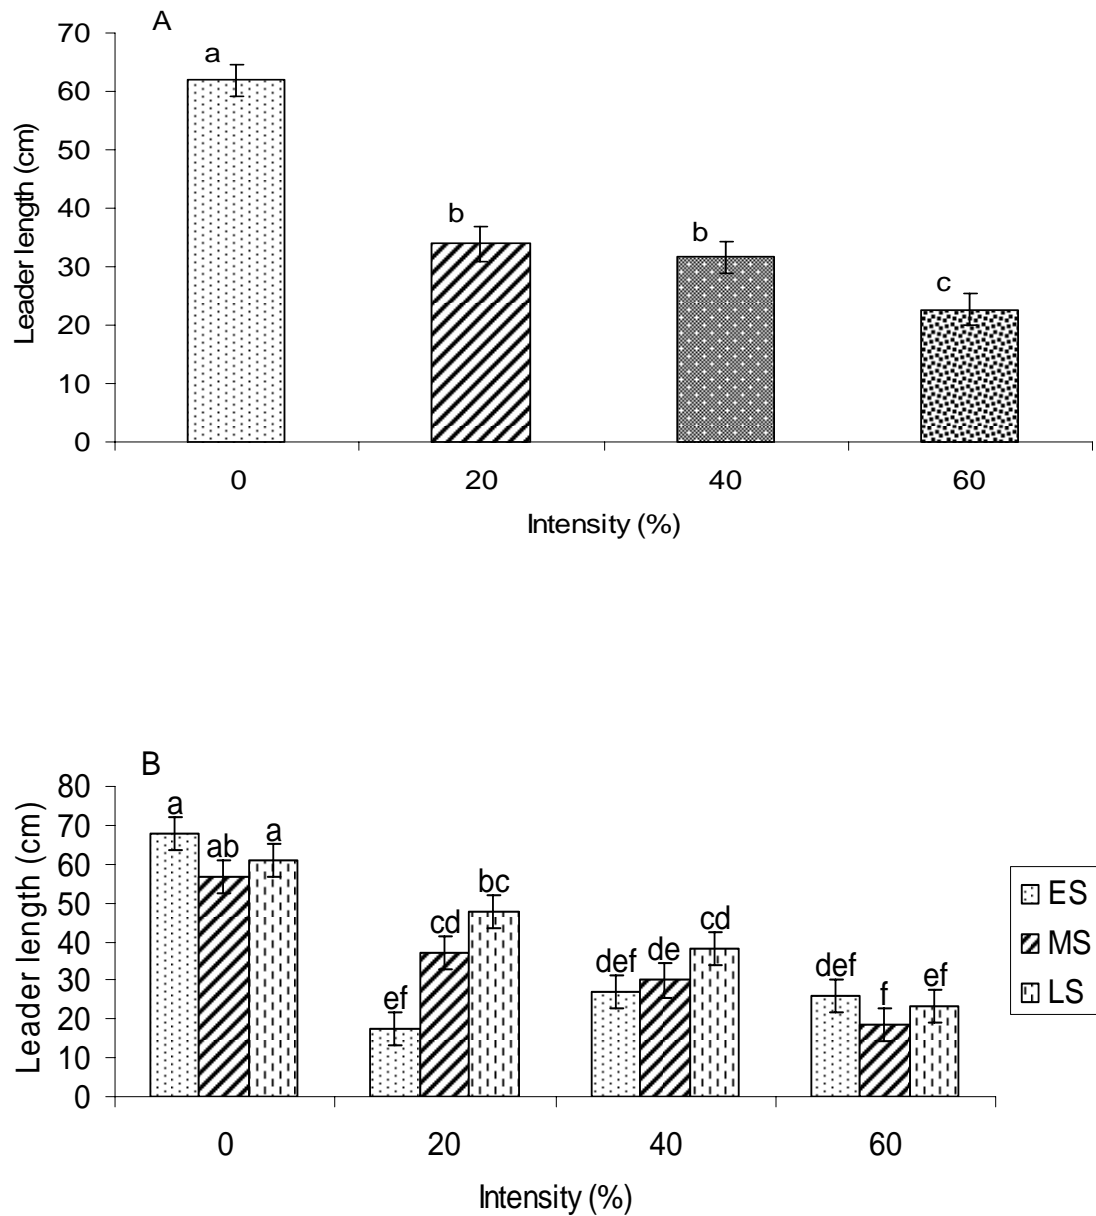 A
70
60
50
40
30
20
10
0
Leader length (cm)
a
b
b
c
0 20 40 60
Intensity (%)
B
80
70
60
50
40
30
20
10
0
Leader length (cm)
a ab a
ef cd bc
def de cd
def f ef
0 20 40 60
Intensity (%)
ES
MS
LS